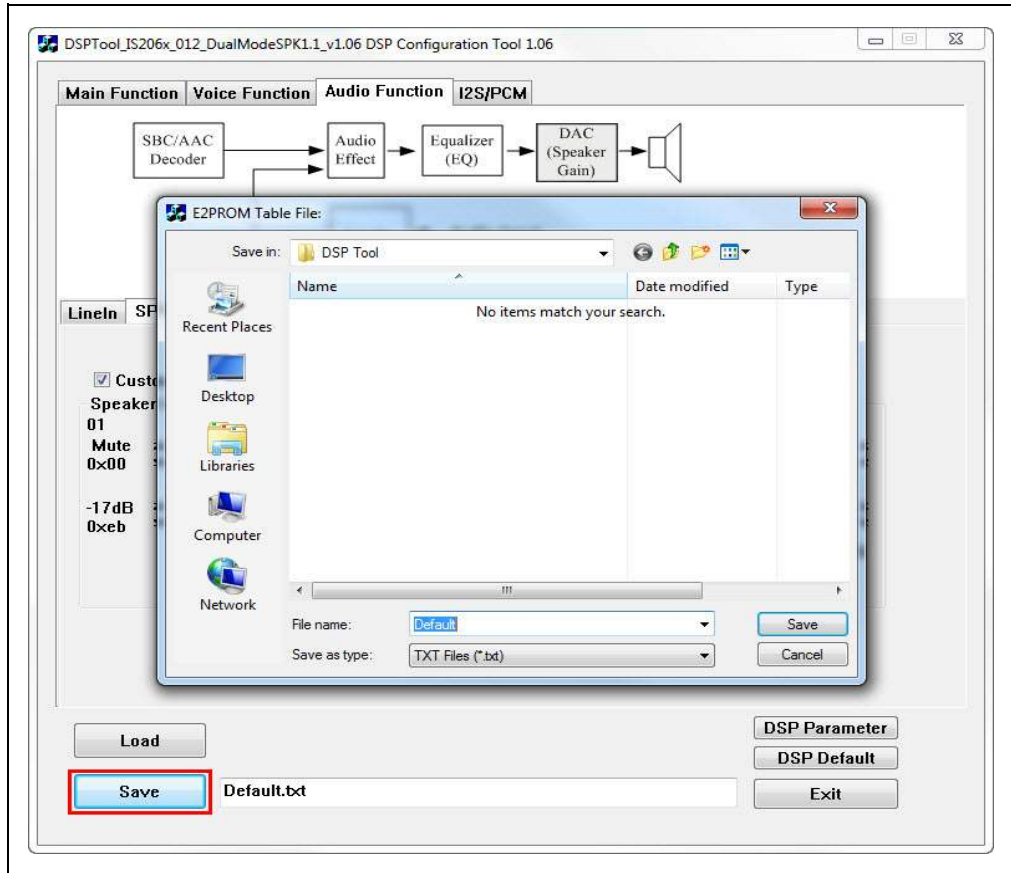 DSPTool_IS206x_012_DualModeSPK1.1_v1.06 DSP Configuration Tool 1.06
Main Function Voice Function Audio Function I2S/PCM
SBC/AAC Decoder
Audio Effect
Equalizer (EQ)
DAC (Speaker Gain)
E2PROM Table File:
Save in: DSP Tool
Name Date modified Type
No items match your search.
Recent Places
Desktop
Libraries
Computer
Network
File name: Default Save
Save as type: TXT Files (*.txt) Cancel
LineIn
Speaker
01
Mute
0x00
-17dB
0xeb
Load
Save Default.txt
DSP Parameter
DSP Default
Exit